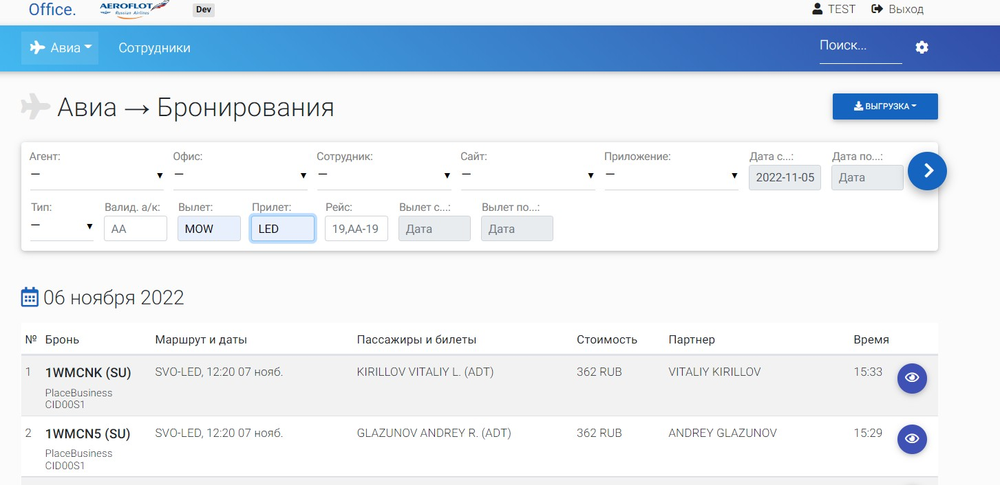 Office. AEROFLOT Russian Airlines Dev TEST Выход
Авиа Сотрудники Поиск...
Авиа → Бронирования ВЫГРУЗКА
Агент: Офис: Сотрудник: Сайт: Приложение: Дата с...: Дата по...:
— — — — — 2022-11-05 Дата
Тип: Валид. а/к: Вылет: Прилет: Рейс: Вылет с...: Вылет по...:
— AA MOW LED 19,AA-19 Дата Дата
06 ноября 2022
№ Бронь Маршрут и даты Пассажиры и билеты Стоимость Партнер Время
1 1WMCNK (SU) SVO-LED, 12:20 07 нояб. KIRILLOV VITALIY L. (ADT) 362 RUB VITALIY KIRILLOV 15:33
PlaceBusiness
CID00S1
2 1WMCN5 (SU) SVO-LED, 12:20 07 нояб. GLAZUNOV ANDREY R. (ADT) 362 RUB ANDREY GLAZUNOV 15:29
PlaceBusiness
CID00S1